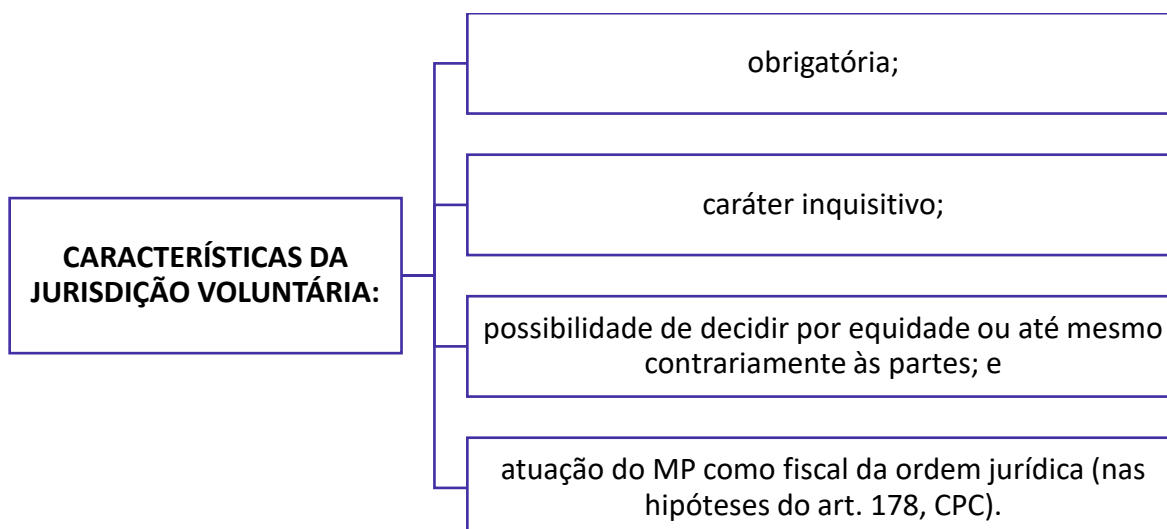 CARACTERÍSTICAS DA
JURISDIÇÃO VOLUNTÁRIA:
obrigatória;
caráter inquisitivo;
possibilidade de decidir por equidade ou até mesmo
contrariamente às partes; e
atuação do MP como fiscal da ordem jurídica (nas
hipóteses do art. 178, CPC).